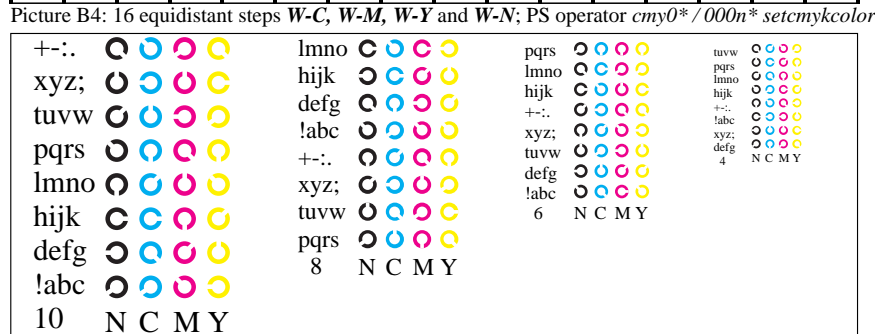 Picture B4: 16 equidistant steps W-C, W-M, W-Y and W-N; PS operator cmy0* / 000n* setcmykcolor
+-:.
xyz;
tuvw
pqrs
lmno
hijk
defg
!abc
10 N C M Y
lmno
hijk
defg
!abc
+-:.
xyz;
tuvw
pqrs
8 N C M Y
pqrs
lmno
hijk
+-:.
xyz;
tuvw
defg
!abc
6 N C M Y
tuvw
pqrs
lmno
hijk
+-:.
!abc
xyz;
defg
4 N C M Y